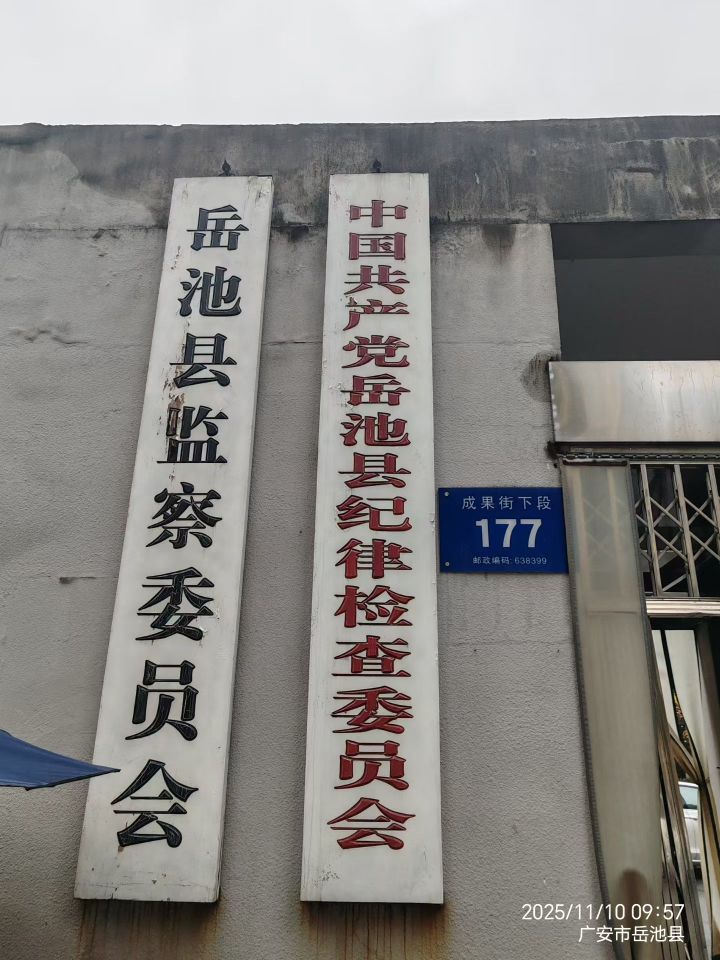 岳池县监察委员会
中国共产党岳池县纪律检查委员会
成果街下段
177
邮政编码:638399
2025/11/10 09:57
广安市岳池县